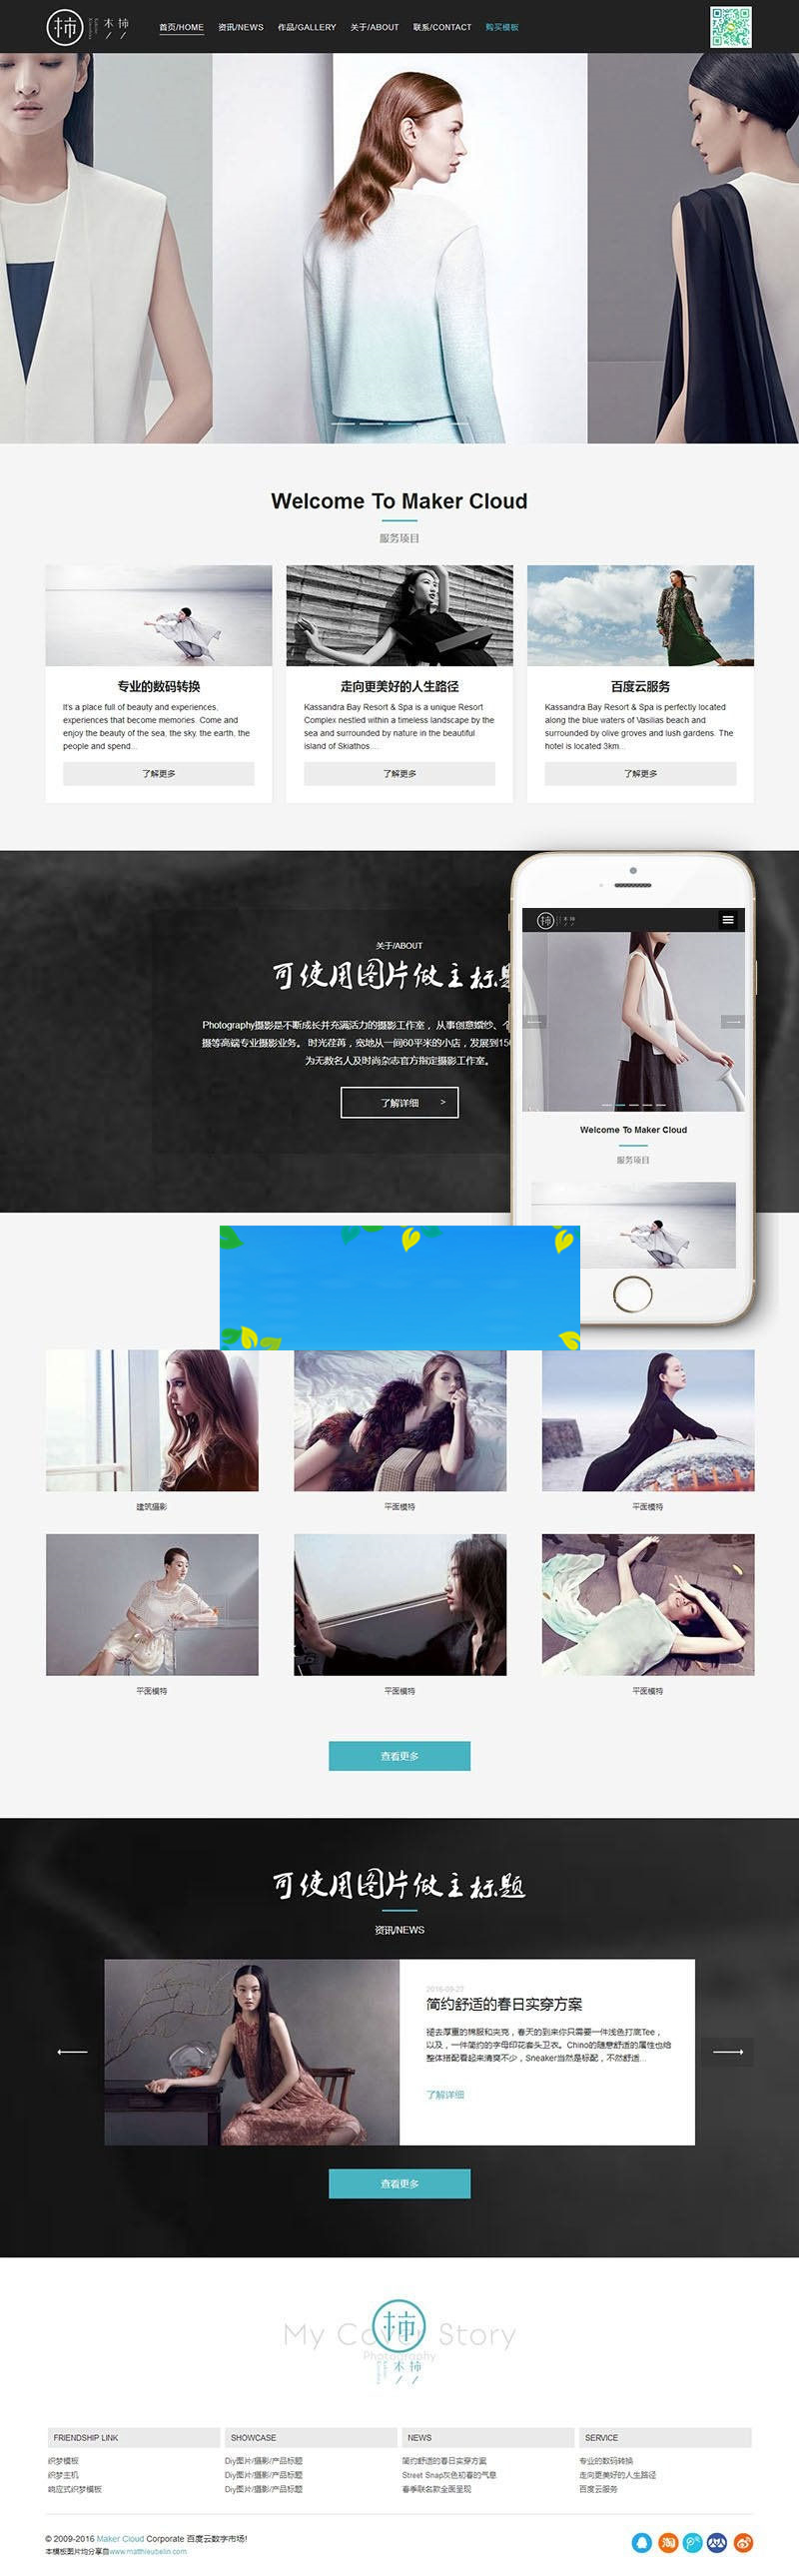 柿 木柿
首页/HOME 资讯/NEWS 作品/GALLERY 关于/ABOUT 联系/CONTACT 购买模板
Welcome To Maker Cloud
服务项目
专业的数码转换
It's a place full of beauty and experiences,
experiences that become memories. Come and
enjoy the beauty of the sea, the sky, the earth, the
people and spend...
了解更多
走向更美好的人生路径
Kassandra Bay Resort & Spa is a unique Resort
Complex nestled within a timeless landscape by the
sea and surrounded by nature in the beautiful
island of Skiathos....
了解更多
百度云服务
Kassandra Bay Resort & Spa is perfectly located
along the blue waters of Vasilias beach and
surrounded by olive groves and lush gardens. The
hotel is located 3km...
了解更多
关于/ABOUT
可使用图片做主标题
Photography摄影是不断成长并充满活力的摄影工作室，从事创意婚纱、
摄等高端专业摄影业务。 时光荏苒，宽地从一间60平米的小店，发展到15
为无数名人及时尚杂志官方指定摄影工作室。
了解详细 >
柿 木柿
Welcome To Maker Cloud
服务项目
建筑摄影
平面模特
平面模特
平面模特
平面模特
平面模特
查看更多
可使用图片做主标题
资讯/NEWS
2016-09-27
简约舒适的春日实穿方案
褪去厚重的棉服和夹克，春天的到来你只需要一件浅色打底Tee，
以及，一件简约的字母印花套头卫衣。Chino的随意舒适的属性也给
整体搭配看起来清爽不少，Sneaker当然是标配，不然舒适...
了解详细
查看更多
My Cover Story
Photography
柿
木柿
FRIENDSHIP LINK
织梦模板
织梦主机
响应式织梦模板
SHOWCASE
Diy图片/摄影/产品标题
Diy图片/摄影/产品标题
Diy图片/摄影/产品标题
NEWS
简约舒适的春日实穿方案
Street Snap灰色初春的气息
春季联名款全面呈现
SERVICE
专业的数码转换
走向更美好的人生路径
百度云服务
© 2009-2016 Maker Cloud Corporate 百度云数字市场!
本模板图片均分享自www.matthieubelin.com
淘